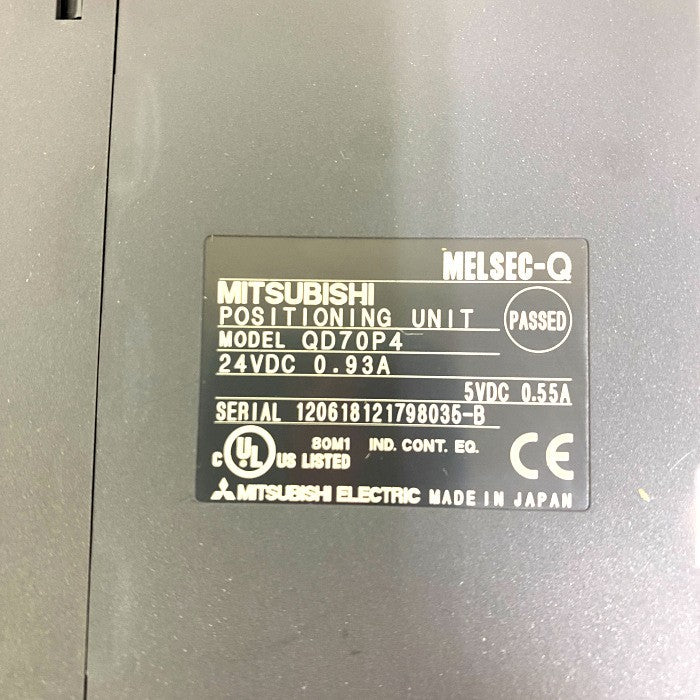 MELSEC-Q
MITSUBISHI
POSITIONING UNIT
PASSED
MODEL QD70P4
24VDC 0.93A
5VDC 0.55A
SERIAL 120618121798035-B
C UL US LISTED
80M1 IND. CONT. EQ.
CE
MITSUBISHI ELECTRIC MADE IN JAPAN